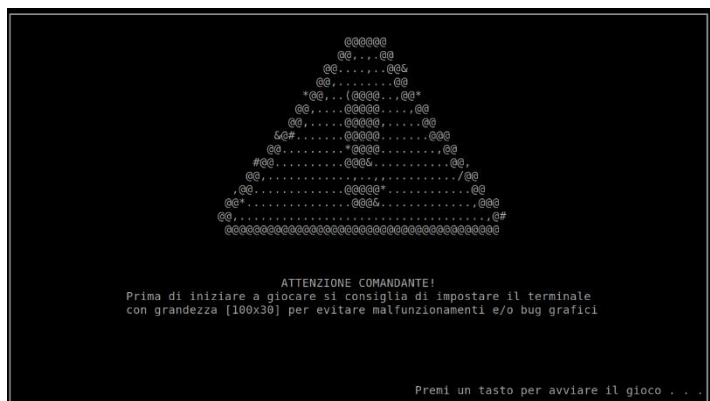 ATTENZIONE COMANDANTE!
Prima di iniziare a giocare si consiglia di impostare il terminale
con grandezza [100x30] per evitare malfunzionamenti e/o bug grafici
Premi un tasto per avviare il gioco . . .